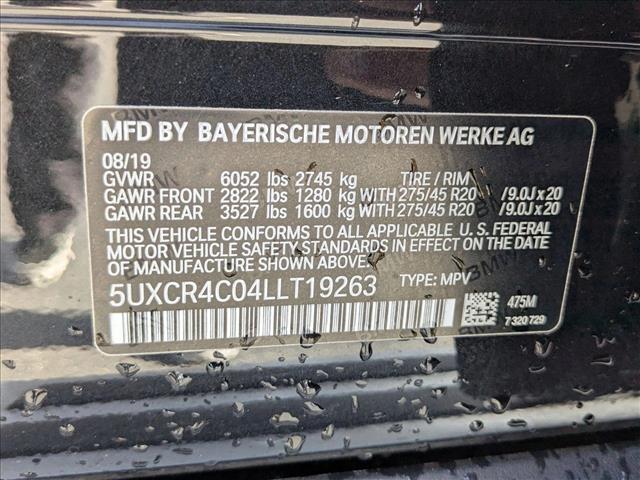 MFD BY BAYERISCHE MOTOREN WERKE AG
08/19
GVWR 6052 lbs 2745 kg TIRE / RIM
GAWR FRONT 2822 lbs 1280 kg WITH 275/45 R20 /9.0J x 20
GAWR REAR 3527 lbs 1600 kg WITH 275/45 R20 /9.0J x 20
THIS VEHICLE CONFORMS TO ALL APPLICABLE U. S. FEDERAL
MOTOR VEHICLE SAFETY STANDARDS IN EFFECT ON THE DATE
OF MANUFACTURE SHOWN ABOVE.
5UXCR4C04LLT19263 TYPE: MPV
475M
7 320 729